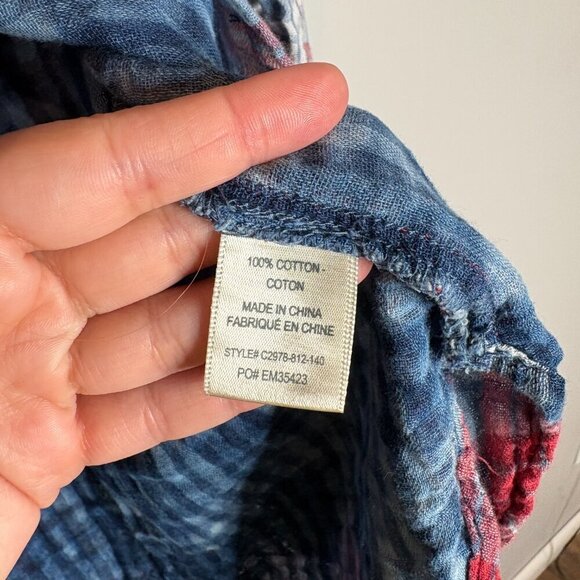 100% COTTON -
COTON
MADE IN CHINA
FABRIQUÉ EN CHINE
STYLE# C2978-812-140
PO# EM35423